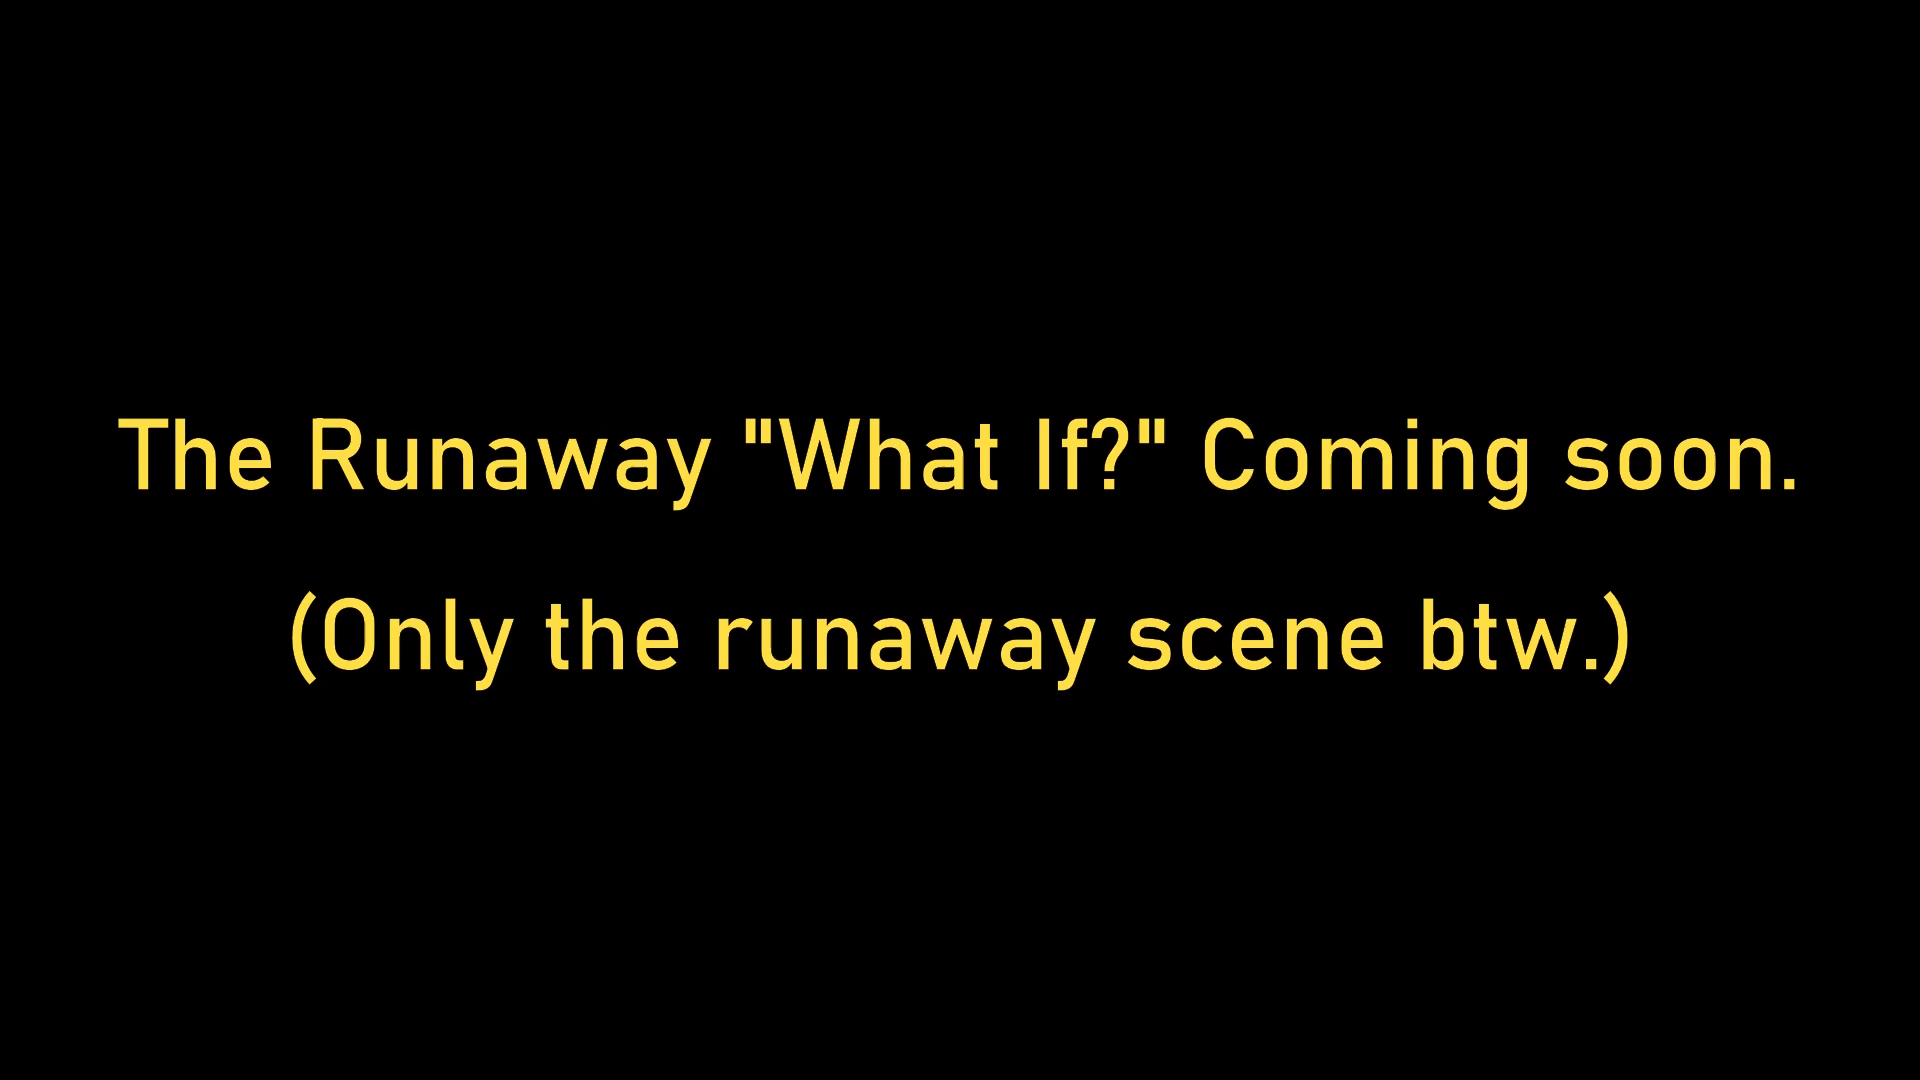 The Runaway "What If?" Coming soon.
(Only the runaway scene btw.)